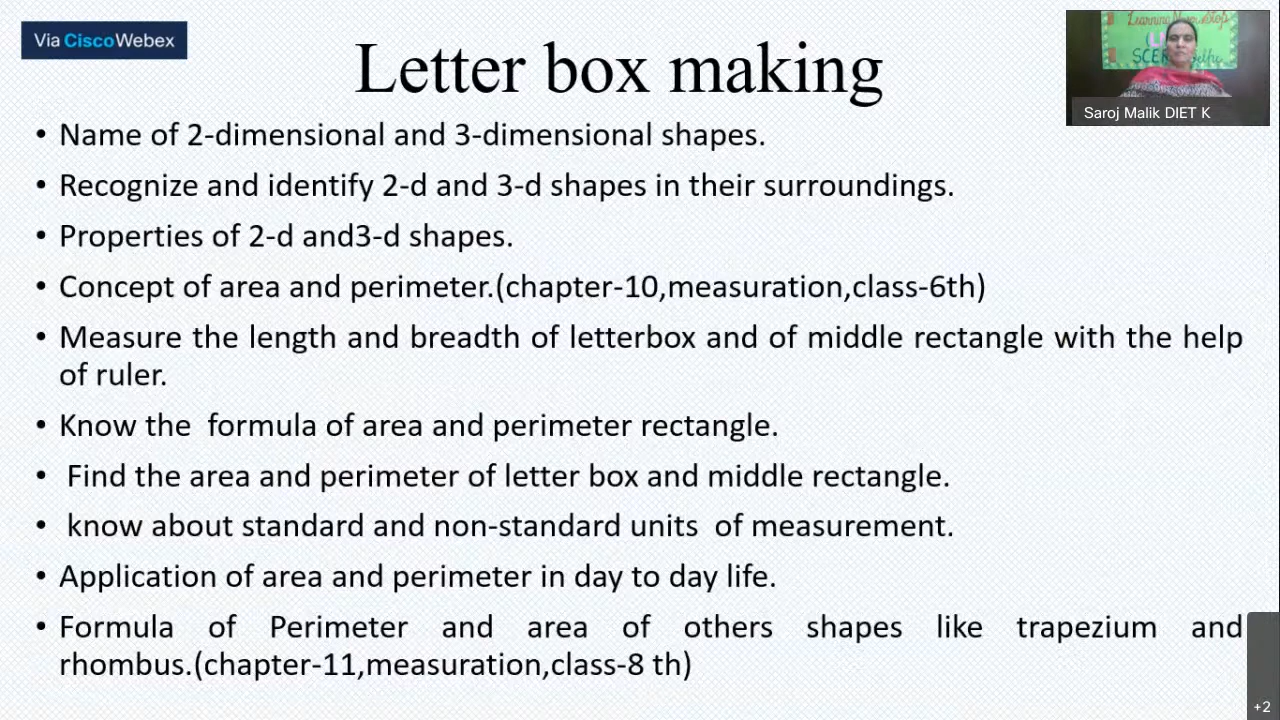 Via Cisco Webex
Letter box making
Learning Never Stops
SCERT Delhi
Saroj Malik DIET K
• Name of 2-dimensional and 3-dimensional shapes.
• Recognize and identify 2-d and 3-d shapes in their surroundings.
• Properties of 2-d and3-d shapes.
• Concept of area and perimeter.(chapter-10,measuration,class-6th)
• Measure the length and breadth of letterbox and of middle rectangle with the help
of ruler.
• Know the  formula of area and perimeter rectangle.
•  Find the area and perimeter of letter box and middle rectangle.
•  know about standard and non-standard units  of measurement.
• Application of area and perimeter in day to day life.
• Formula of Perimeter and area of others shapes like trapezium and
rhombus.(chapter-11,measuration,class-8 th)
+2